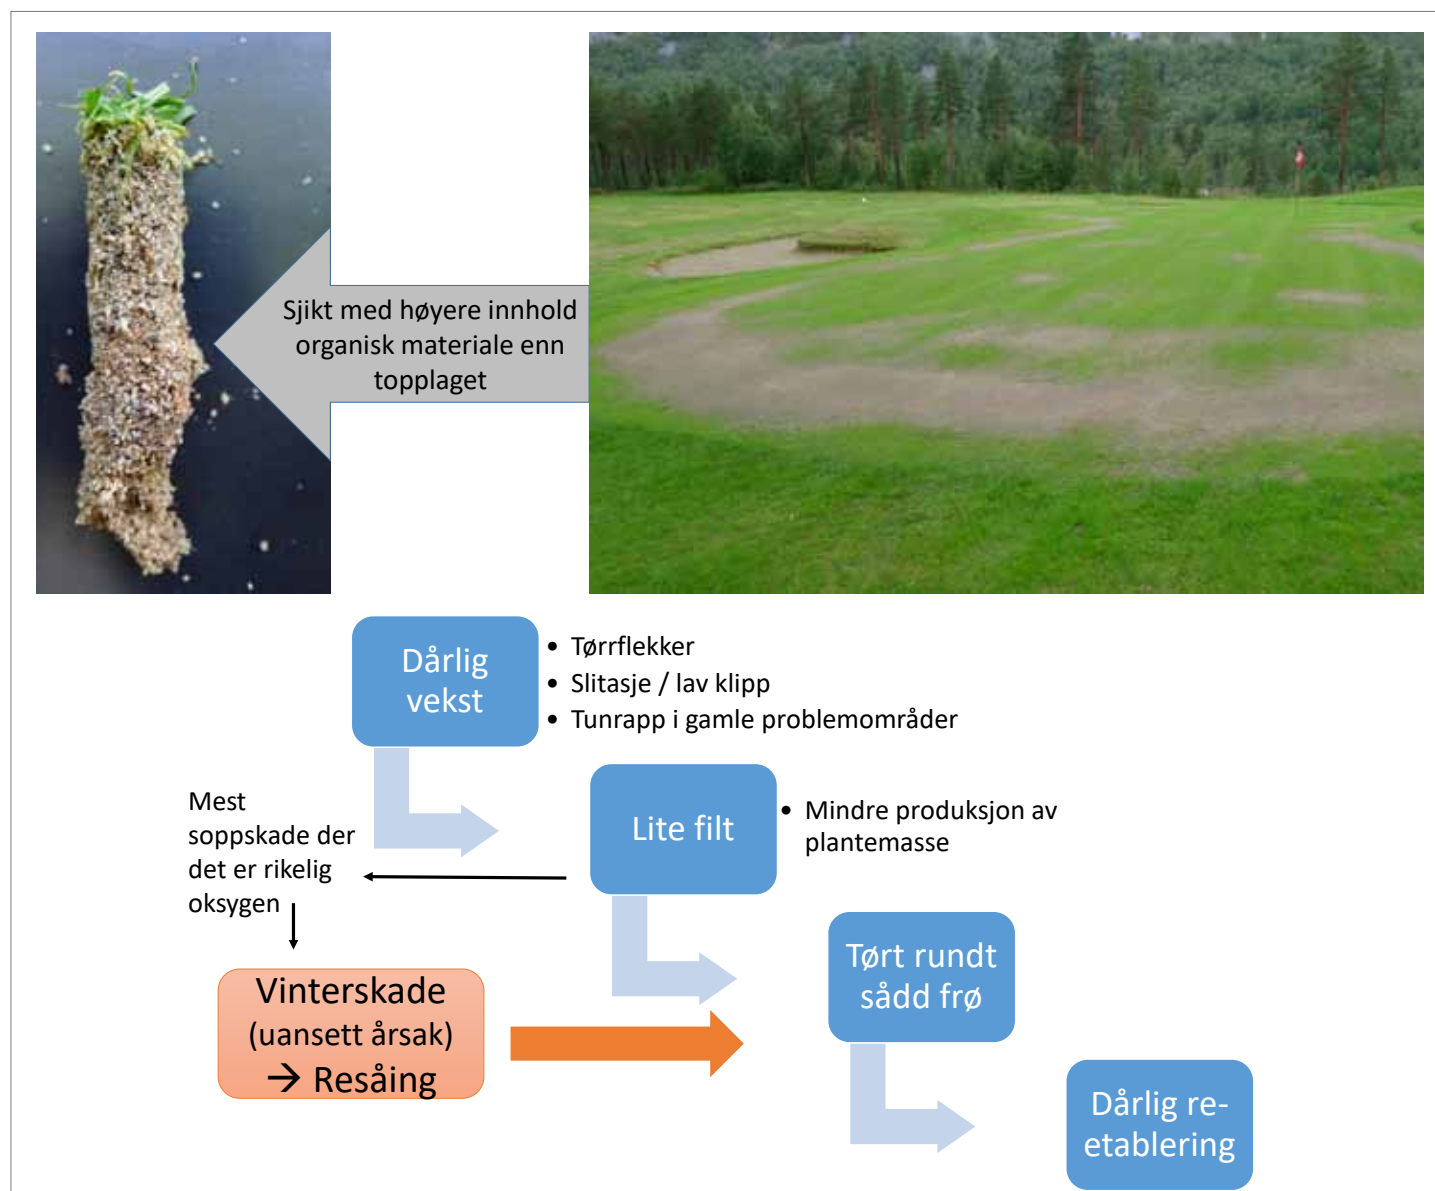 Sjikt med høyere innhold
organisk materiale enn
topplaget
Dårlig
vekst
• Tørrflekker
• Slitasje / lav klipp
• Tunrapp i gamle problemområder
Mest
soppskade der
det er rikelig
oksygen
Lite filt
• Mindre produksjon av
plantemasse
Vinterskade
(uansett årsak)
→ Resåing
Tørt rundt
sådd frø
Dårlig re-
etablering